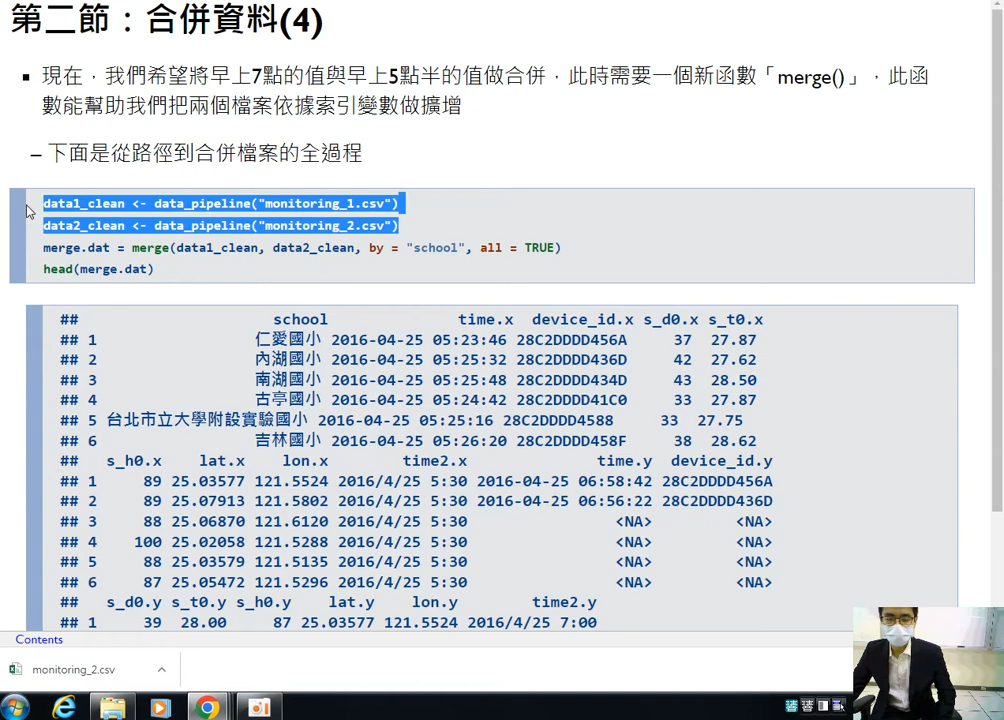 第二節：合併資料(4)
▪ 現在，我們希望將早上7點的值與早上5點半的值做合併，此時需要一個新函數「merge()」，此函
數能幫助我們把兩個檔案依據索引變數做擴增
– 下面是從路徑到合併檔案的全過程
data1_clean <- data_pipeline("monitoring_1.csv")
data2_clean <- data_pipeline("monitoring_2.csv")
merge.dat = merge(data1_clean, data2_clean, by = "school", all = TRUE)
head(merge.dat)
## school time.x device_id.x s_d0.x s_t0.x
## 1 仁愛國小 2016-04-25 05:23:46 28C2DDDD456A 37 27.87
## 2 內湖國小 2016-04-25 05:25:32 28C2DDDD436D 42 27.62
## 3 南湖國小 2016-04-25 05:25:48 28C2DDDD434D 43 28.50
## 4 古亭國小 2016-04-25 05:24:42 28C2DDDD41C0 33 27.87
## 5 台北市立大學附設實驗國小 2016-04-25 05:25:16 28C2DDDD4588 33 27.75
## 6 吉林國小 2016-04-25 05:26:20 28C2DDDD458F 38 28.62
## s_h0.x lat.x lon.x time2.x time.y device_id.y
## 1 89 25.03577 121.5524 2016/4/25 5:30 2016-04-25 06:58:42 28C2DDDD456A
## 2 89 25.07913 121.5802 2016/4/25 5:30 2016-04-25 06:56:22 28C2DDDD436D
## 3 88 25.06870 121.6120 2016/4/25 5:30 <NA> <NA>
## 4 100 25.02058 121.5288 2016/4/25 5:30 <NA> <NA>
## 5 88 25.03579 121.5135 2016/4/25 5:30 <NA> <NA>
## 6 87 25.05472 121.5296 2016/4/25 5:30 <NA> <NA>
## s_d0.y s_t0.y s_h0.y lat.y lon.y time2.y
## 1 39 28.00 87 25.03577 121.5524 2016/4/25 7:00
Contents
monitoring_2.csv